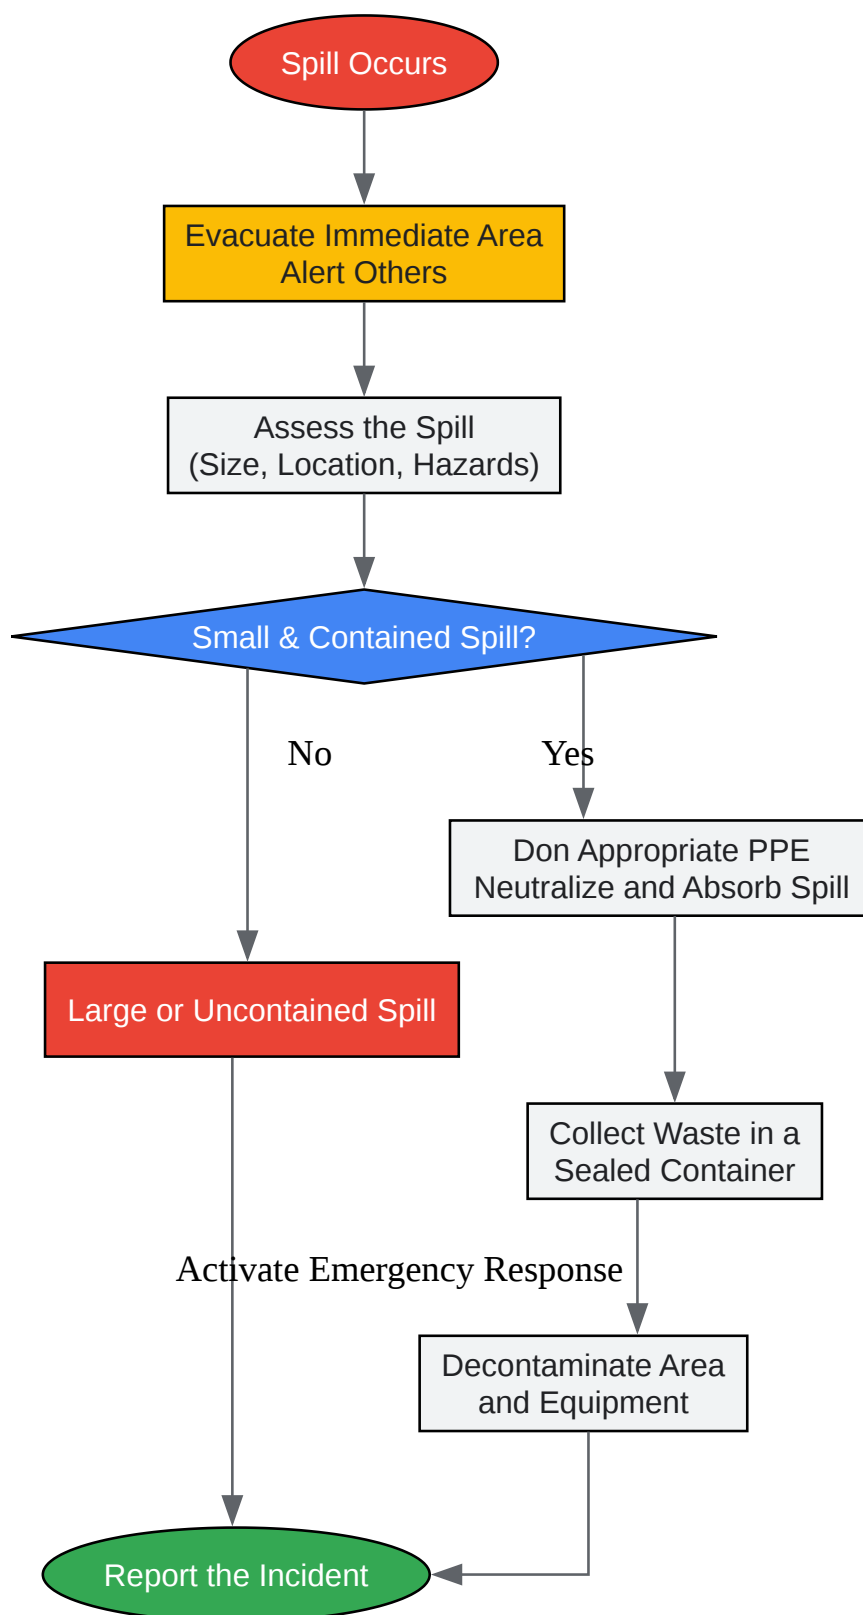 Spill Occurs
Evacuate Immediate Area
Alert Others
Assess the Spill
(Size, Location, Hazards)
Small & Contained Spill?
No
Yes
Don Appropriate PPE
Neutralize and Absorb Spill
Large or Uncontained Spill
Collect Waste in a
Sealed Container
Activate Emergency Response
Decontaminate Area
and Equipment
Report the Incident